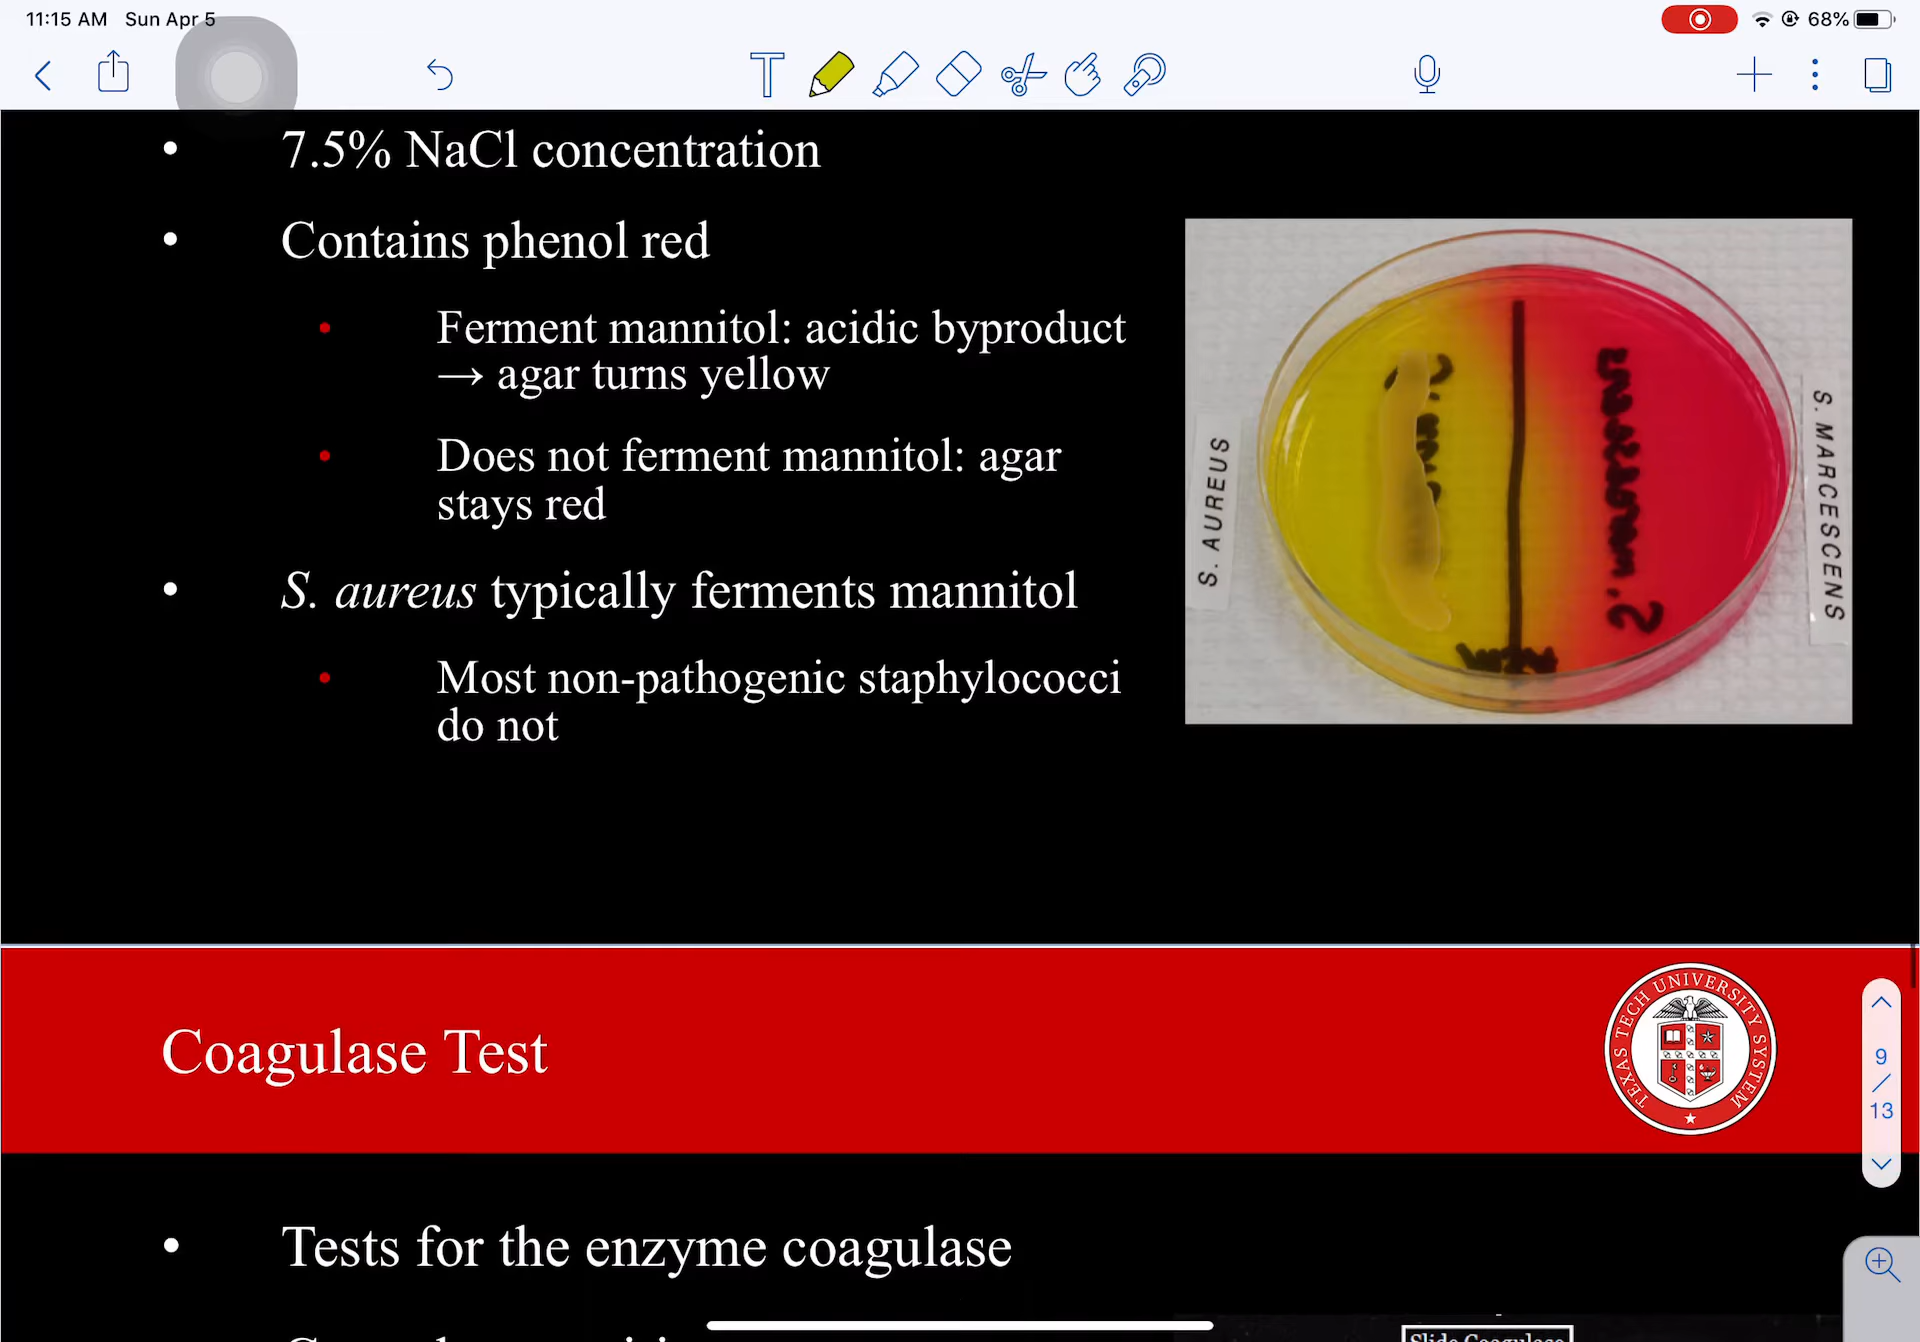 11:15 AM Sun Apr 5
68%
• 7.5% NaCl concentration
• Contains phenol red
• Ferment mannitol: acidic byproduct
→ agar turns yellow
• Does not ferment mannitol: agar
stays red
• S. aureus typically ferments mannitol
• Most non-pathogenic staphylococci
do not
S. AUREUS
S. MARCESCENS
Coagulase Test
TEXAS TECH UNIVERSITY SYSTEM
9
/
13
• Tests for the enzyme coagulase
Slide Coagulase